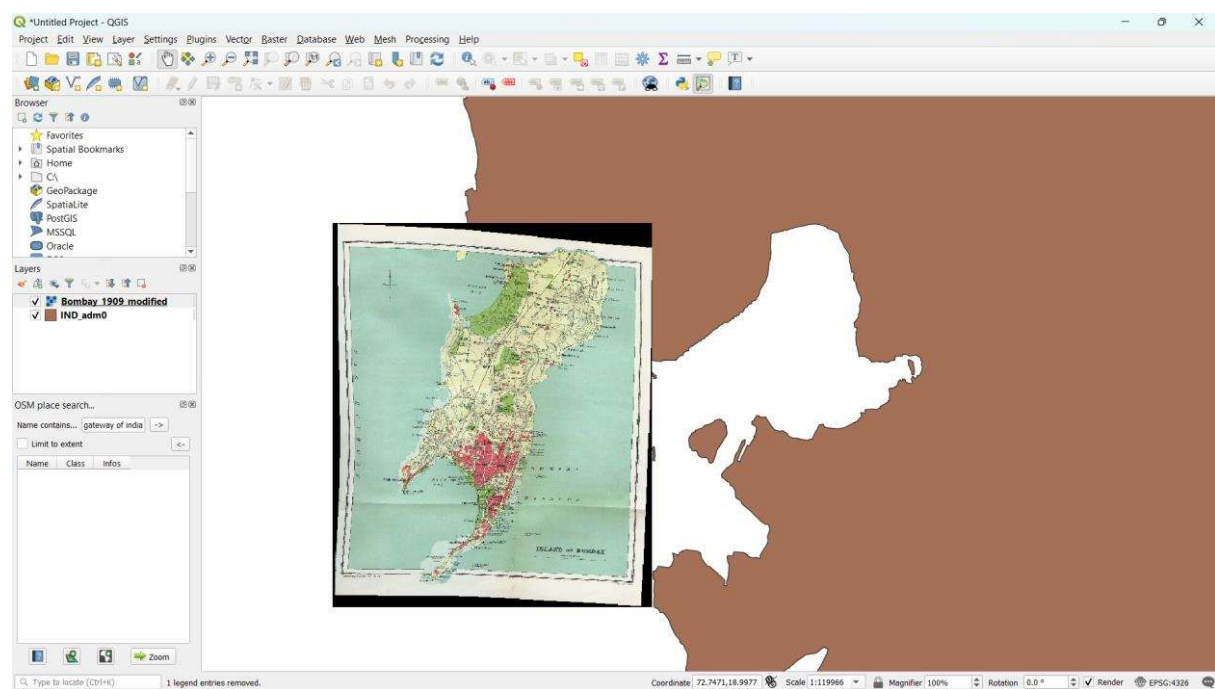 *Untitled Project - QGIS
Project Edit View Layer Settings Plugins Vector Raster Database Web Mesh Processing Help
Browser
Favorites
Spatial Bookmarks
Home
C:\
GeoPackage
SpatiaLite
PostGIS
MSSQL
Oracle
Layers
Bombay 1909 modified
IND_adm0
OSM place search...
Name contains... gateway of india ->
Limit to extent <-
Name Class Infos
Zoom
ISLAND OF BOMBAY
Type to locate (Ctrl+K) 1 legend entries removed. Coordinate 72.7471,18.9977 Scale 1:119966 Magnifier 100% Rotation 0.0 ° Render EPSG:4326